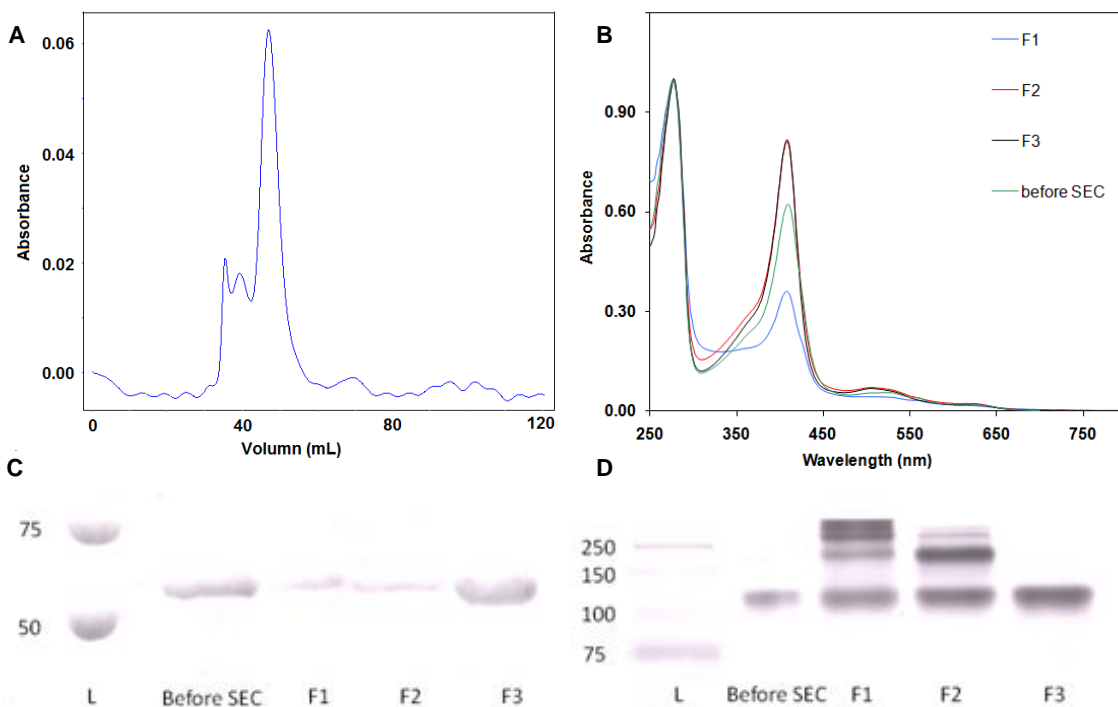 A
0.06
0.04
0.02
0.00
Absorbance
0
40
80
120
Volumn (mL)
B
0.90
0.60
0.30
0.00
Absorbance
250
350
450
550
650
750
Wavelength (nm)
F1
F2
F3
before SEC
C
75
50
L
Before SEC
F1
F2
F3
D
250
150
100
75
L
Before SEC
F1
F2
F3